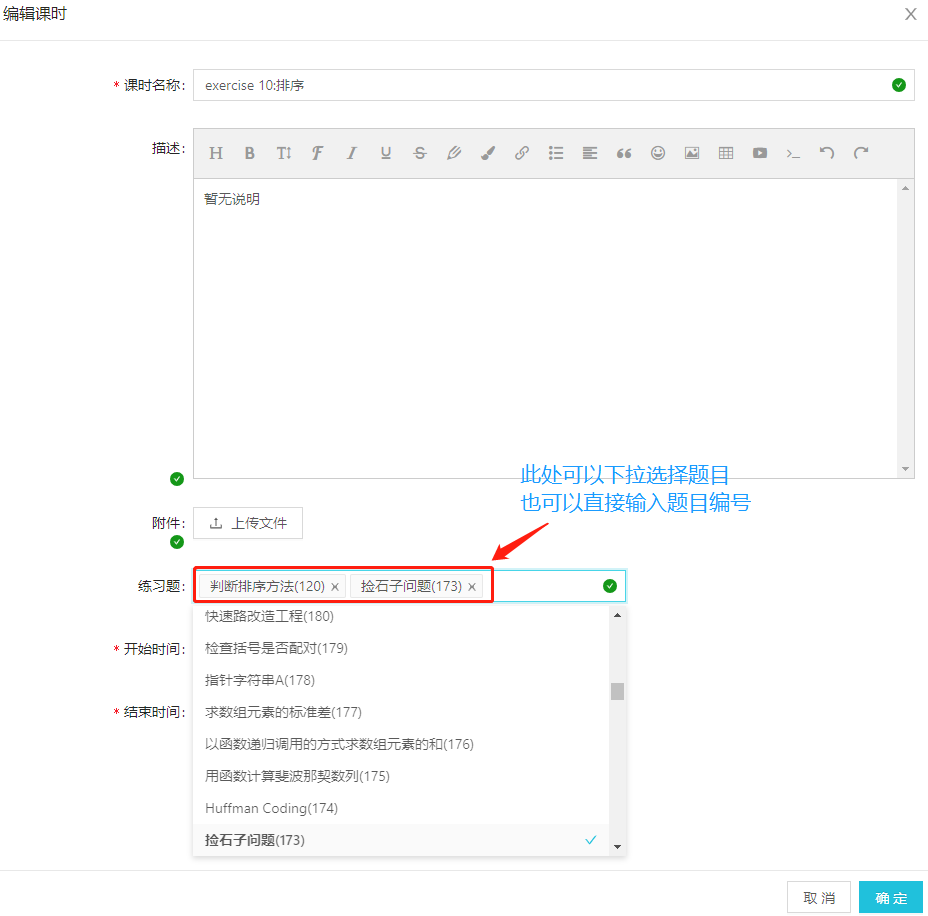 编辑课时
* 课时名称:
exercise 10:排序
描述:
H B T F I U S
暂无说明
此处可以下拉选择题目
也可以直接输入题目编号
附件:
上传文件
练习题:
判断排序方法(120) ×
捡石子问题(173) ×
快速路改造工程(180)
* 开始时间:
检查括号是否配对(179)
指针字符串A(178)
* 结束时间:
求数组元素的标准差(177)
以函数递归调用的方式求数组元素的和(176)
用函数计算斐波那契数列(175)
Huffman Coding(174)
捡石子问题(173)
取 消
确 定